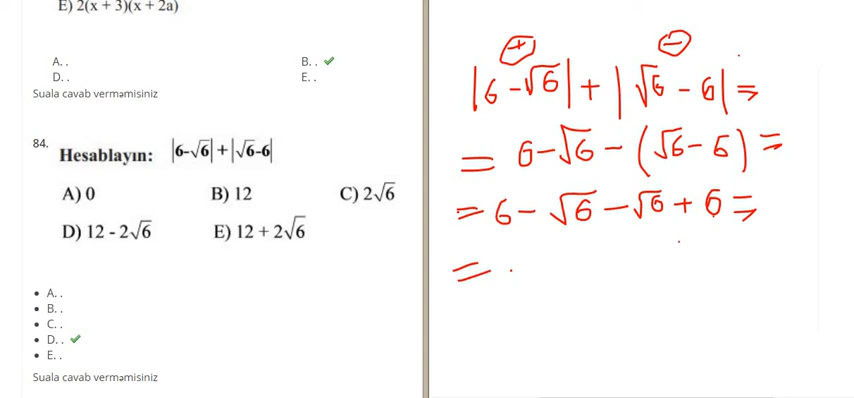 E) 2(x + 3)(x + 2a)
A. .
B. .
D. .
E. .
Suala cavab verməmisiniz
84.
Hesablayın: |6-√6|+|√6-6|
A) 0
B) 12
C) 2√6
D) 12 - 2√6
E) 12 + 2√6
A. .
B. .
C. .
D. .
E. .
Suala cavab verməmisiniz
+ −
|6-√6| + |√6 - 6| =
= 6-√6 - (√6-6) =
= 6 - √6 - √6 + 6 =
=